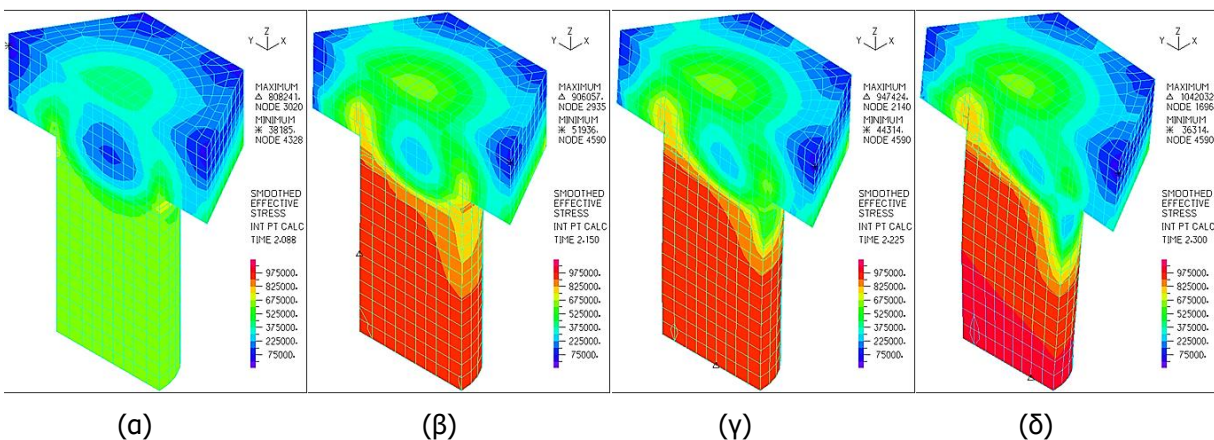 Z
Y X
MAXIMUM
Δ 808241.
NODE 3020
MINIMUM
* 38185.
NODE 4328
SMOOTHED
EFFECTIVE
STRESS
INT PT CALC
TIME 2.088
975000.
825000.
675000.
525000.
375000.
225000.
75000.
(α)
Z
Y X
MAXIMUM
Δ 906057.
NODE 2935
MINIMUM
* 51936.
NODE 4590
SMOOTHED
EFFECTIVE
STRESS
INT PT CALC
TIME 2.150
975000.
825000.
675000.
525000.
375000.
225000.
75000.
(β)
Z
Y X
MAXIMUM
Δ 947424.
NODE 2140
MINIMUM
* 44314.
NODE 4590
SMOOTHED
EFFECTIVE
STRESS
INT PT CALC
TIME 2.225
975000.
825000.
675000.
525000.
375000.
225000.
75000.
(γ)
Z
Y X
MAXIMUM
Δ 1042032
NODE 1696
MINIMUM
* 36314.
NODE 4590
SMOOTHED
EFFECTIVE
STRESS
INT PT CALC
TIME 2.300
975000.
825000.
675000.
525000.
375000.
225000.
75000.
(δ)